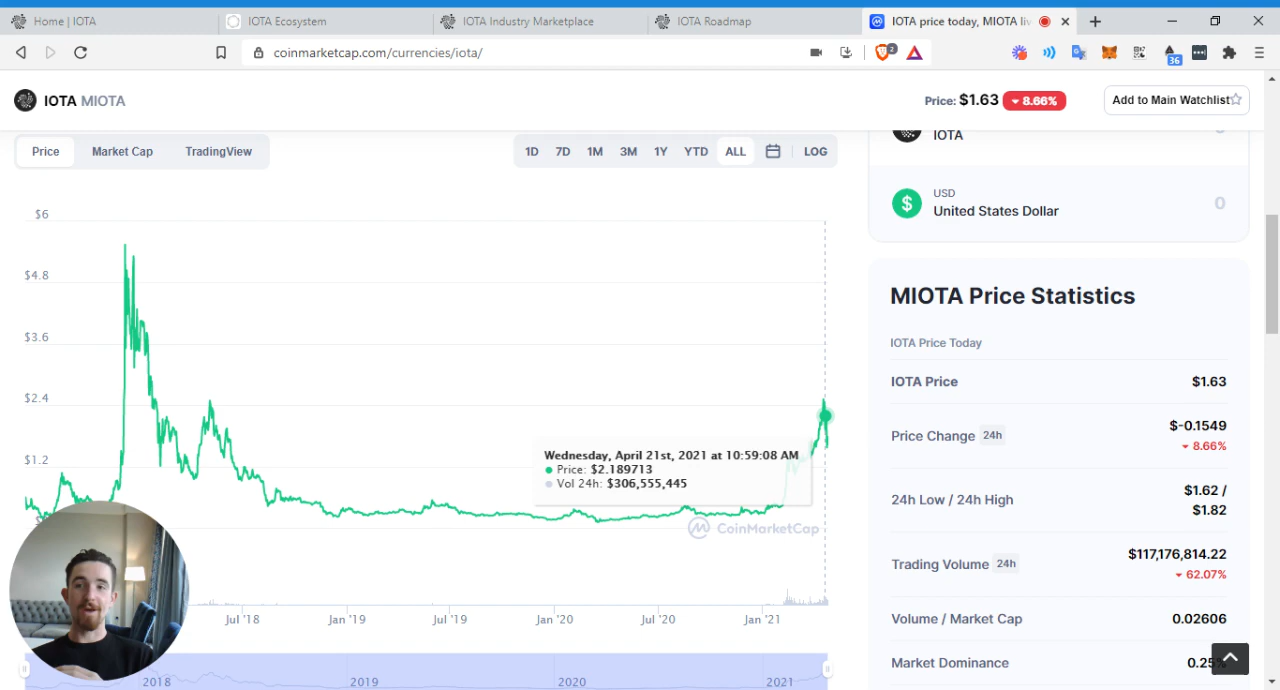 Home | IOTA
IOTA Ecosystem
IOTA Industry Marketplace
IOTA Roadmap
IOTA price today, MIOTA liv
coinmarketcap.com/currencies/iota/
2
36
IOTA MIOTA
Price: $1.63 8.66%
Add to Main Watchlist
Price
Market Cap
TradingView
1D 7D 1M 3M 1Y YTD ALL LOG
$6
$4.8
$3.6
$2.4
$1.2
Wednesday, April 21st, 2021 at 10:59:08 AM
Price: $2.189713
Vol 24h: $306,555,445
CoinMarketCap
Jul '18 Jan '19 Jul '19 Jan '20 Jul '20 Jan '21
2018 2019 2020 2021
IOTA
USD
United States Dollar
0
MIOTA Price Statistics
IOTA Price Today
IOTA Price $1.63
Price Change 24h $-0.1549
8.66%
24h Low / 24h High $1.62 /
$1.82
Trading Volume 24h $117,176,814.22
62.07%
Volume / Market Cap 0.02606
Market Dominance